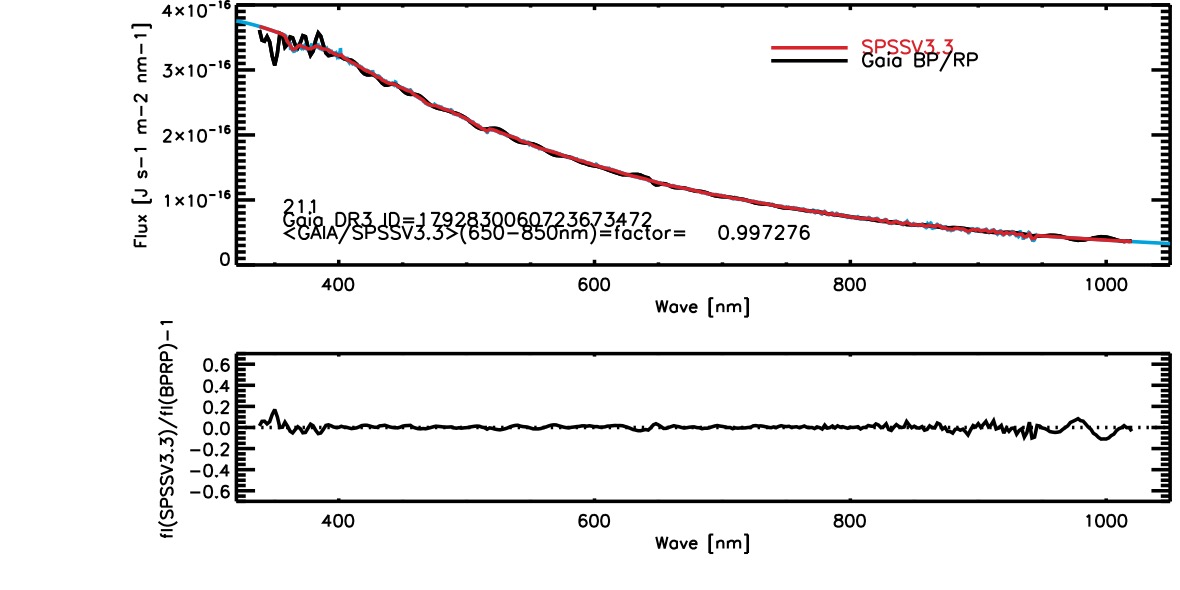 4×10−16
3×10−16
2×10−16
1×10−16
0
Flux [J s−1 m−2 nm−1]
SPSSV3.3
Gaia BP/RP
211
Gaia DR3 ID=1792830060723673472
<GAIA/SPSSV3.3>(650−850nm)=factor= 0.997276
400 600 800 1000
Wave [nm]
fl(SPSSV3.3)/fl(BPRP)−1
0.6
0.4
0.2
0.0
−0.2
−0.4
−0.6
400 600 800 1000
Wave [nm]